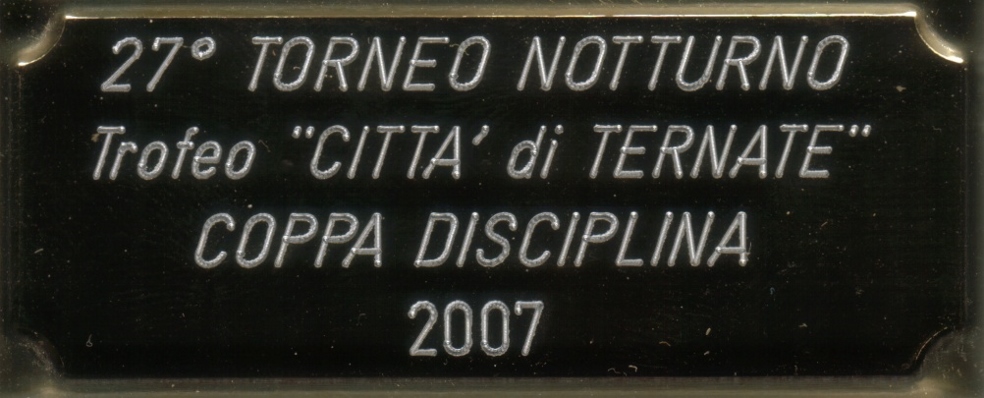 27° TORNEO NOTTURNO
Trofeo "CITTA' di TERNATE"
COPPA DISCIPLINA
2007